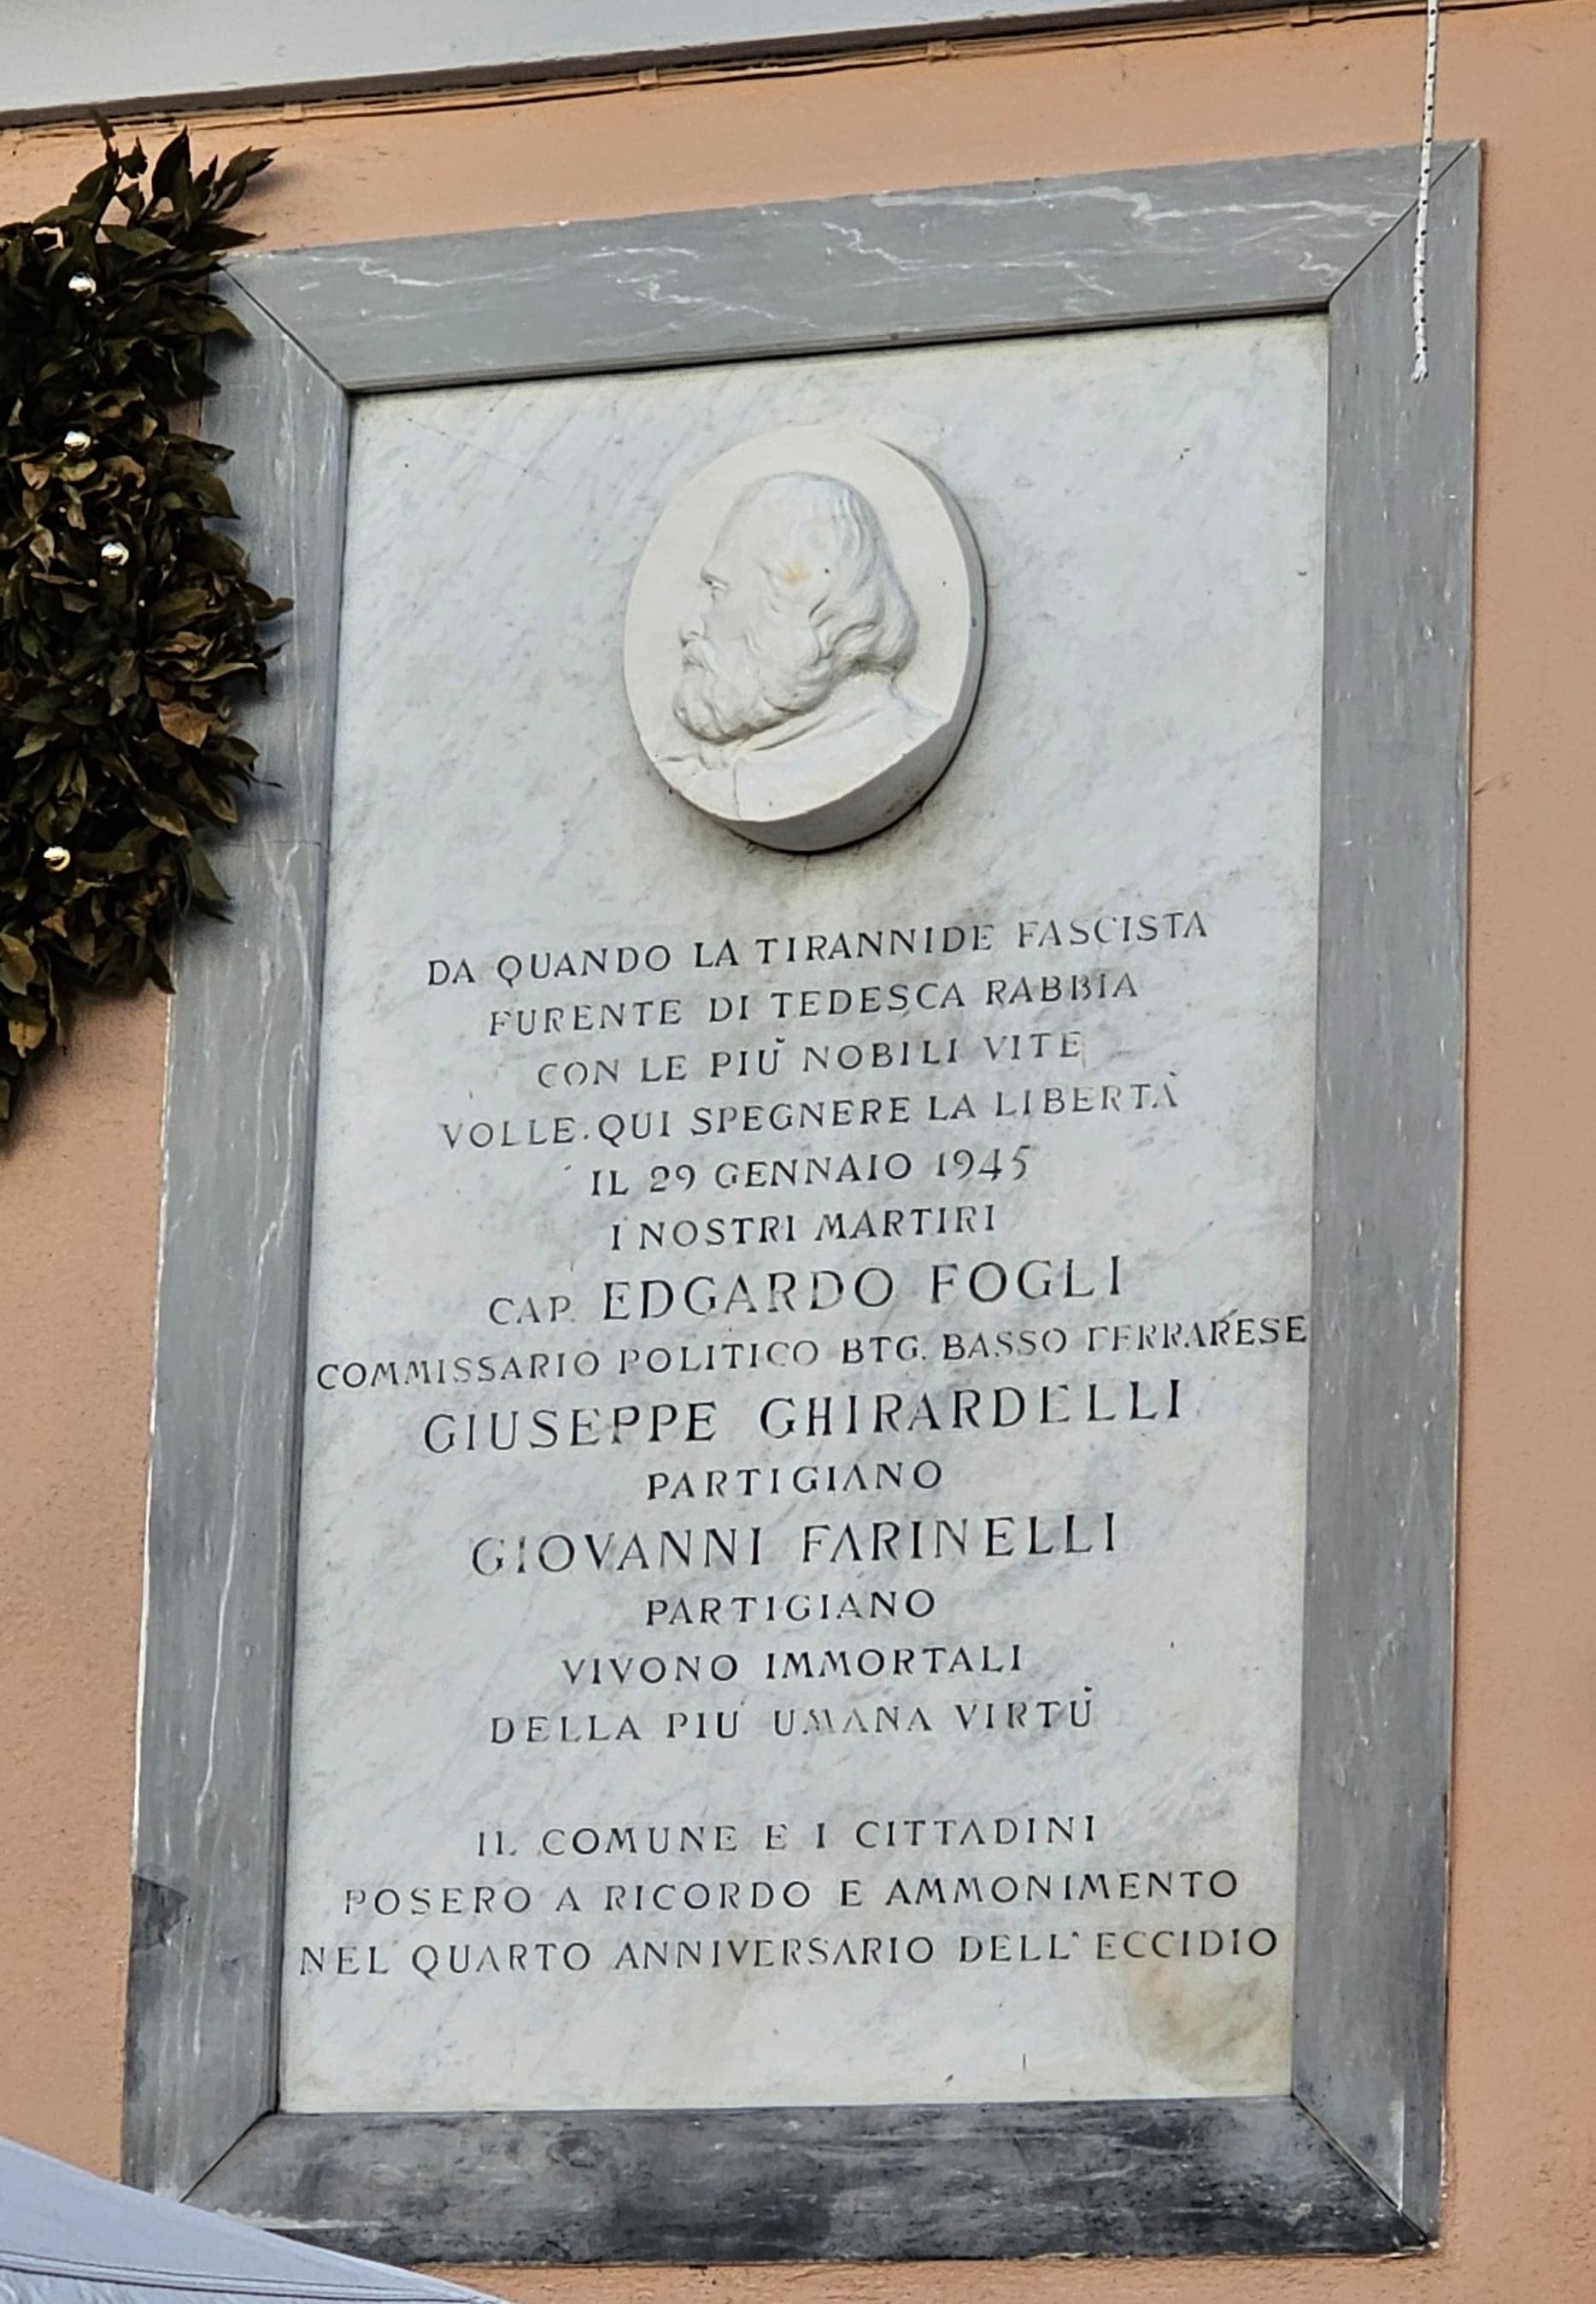 DA QUANDO LA TIRANNIDE FASCISTA
FURENTE DI TEDESCA RABBIA
CON LE PIÙ NOBILI VITE
VOLLE QUI SPEGNERE LA LIBERTÀ
IL 29 GENNAIO 1945
I NOSTRI MARTIRI
CAP. EDGARDO FOGLI
COMMISSARIO POLITICO BTG. BASSO FERRARESE
GIUSEPPE GHIRARDELLI
PARTIGIANO
GIOVANNI FARINELLI
PARTIGIANO
VIVONO IMMORTALI
DELLA PIÙ UMANA VIRTÙ
IL COMUNE E I CITTADINI
POSERO A RICORDO E AMMONIMENTO
NEL QUARTO ANNIVERSARIO DELL'ECCIDIO